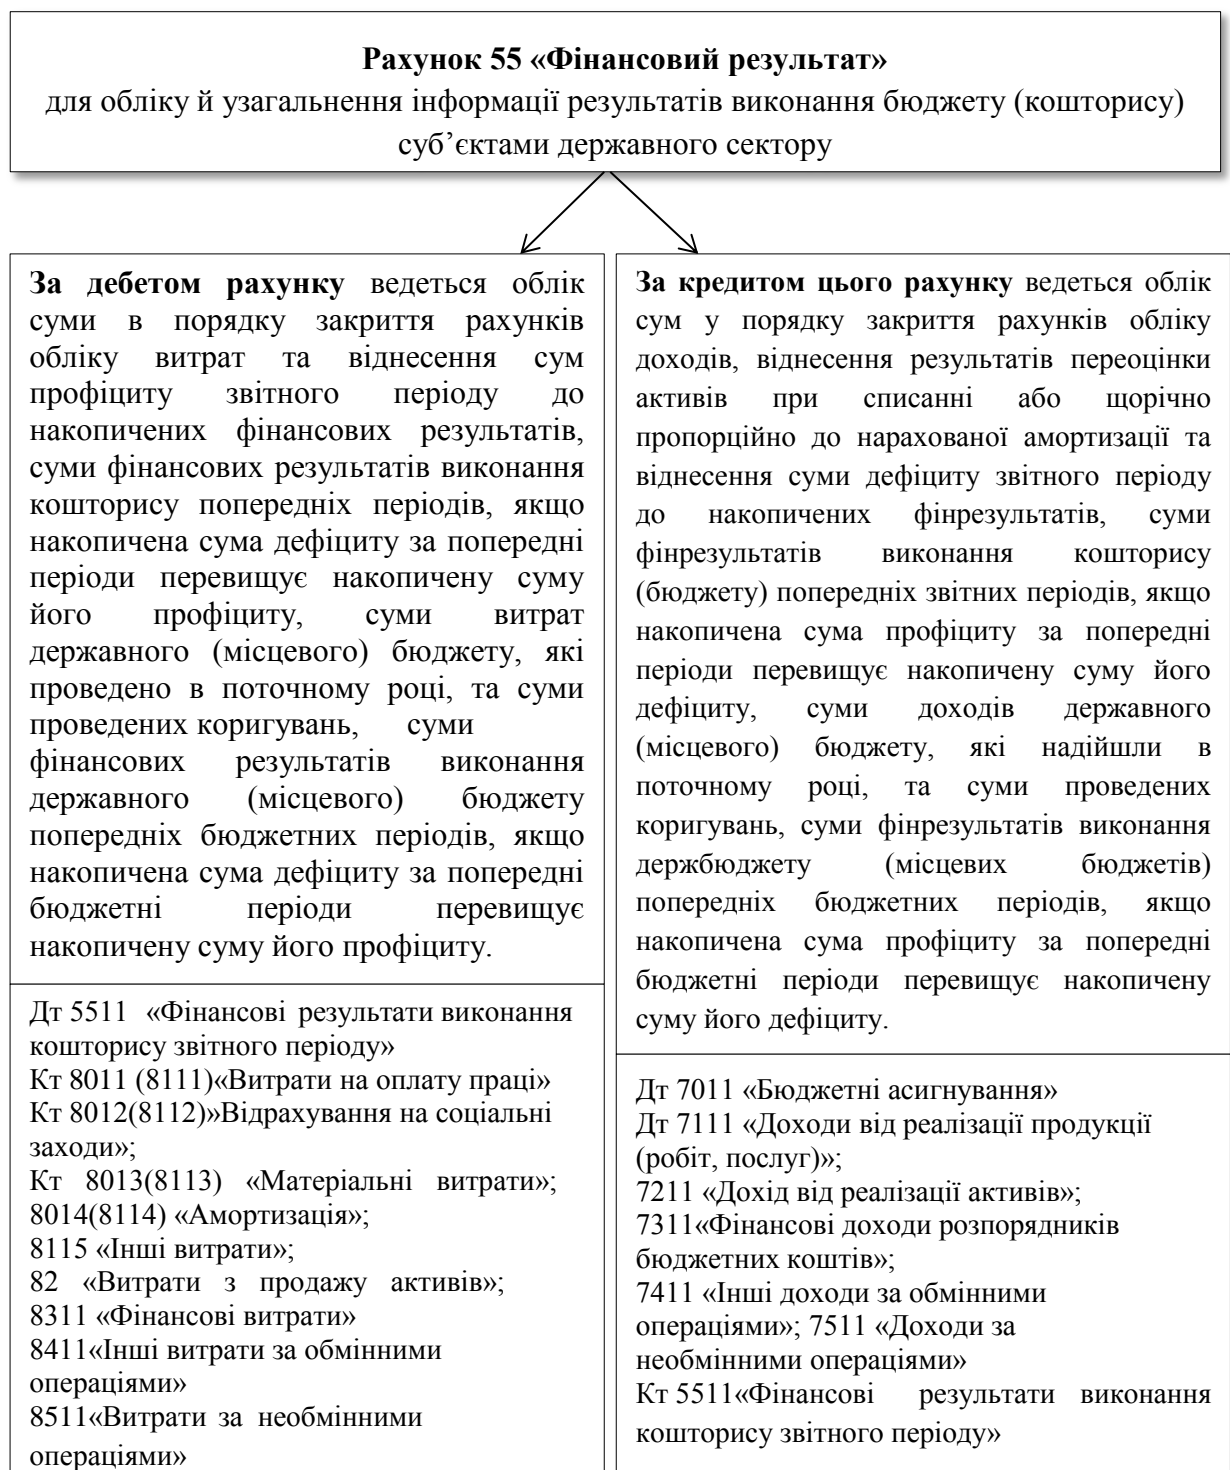 Рахунок 55 «Фінансовий результат»
для обліку й узагальнення інформації результатів виконання бюджету (кошторису)
суб’єктами державного сектору
За дебетом рахунку ведеться облік
суми в порядку закриття рахунків
обліку витрат та віднесення сум
профіциту звітного періоду до
накопичених фінансових результатів,
суми фінансових результатів виконання
кошторису попередніх періодів, якщо
накопичена сума дефіциту за попередні
періоди перевищує накопичену суму
його профіциту, суми витрат
державного (місцевого) бюджету, які
проведено в поточному році, та суми
проведених коригувань, суми
фінансових результатів виконання
державного (місцевого) бюджету
попередніх бюджетних періодів, якщо
накопичена сума дефіциту за попередні
бюджетні періоди перевищує
накопичену суму його профіциту.
Дт 5511 «Фінансові результати виконання
кошторису звітного періоду»
Кт 8011 (8111)«Витрати на оплату праці»
Кт 8012(8112)»Відрахування на соціальні
заходи»;
Кт 8013(8113) «Матеріальні витрати»;
8014(8114) «Амортизація»;
8115 «Інші витрати»;
82 «Витрати з продажу активів»;
8311 «Фінансові витрати»
8411«Інші витрати за обмінними
операціями»
8511«Витрати за необмінними
операціями»
За кредитом цього рахунку ведеться облік
сум у порядку закриття рахунків обліку
доходів, віднесення результатів переоцінки
активів при списанні або щорічно
пропорційно до нарахованої амортизації та
віднесення суми дефіциту звітного періоду
до накопичених фінрезультатів, суми
фінрезультатів виконання кошторису
(бюджету) попередніх звітних періодів, якщо
накопичена сума профіциту за попередні
періоди перевищує накопичену суму його
дефіциту, суми доходів державного
(місцевого) бюджету, які надійшли в
поточному році, та суми проведених
коригувань, суми фінрезультатів виконання
держбюджету (місцевих бюджетів)
попередніх бюджетних періодів, якщо
накопичена сума профіциту за попередні
бюджетні періоди перевищує накопичену
суму його дефіциту.
Дт 7011 «Бюджетні асигнування»
Дт 7111 «Доходи від реалізації продукції
(робіт, послуг)»;
7211 «Дохід від реалізації активів»;
7311«Фінансові доходи розпорядників
бюджетних коштів»;
7411 «Інші доходи за обмінними
операціями»; 7511 «Доходи за
необмінними операціями»
Кт 5511«Фінансові результати виконання
кошторису звітного періоду»